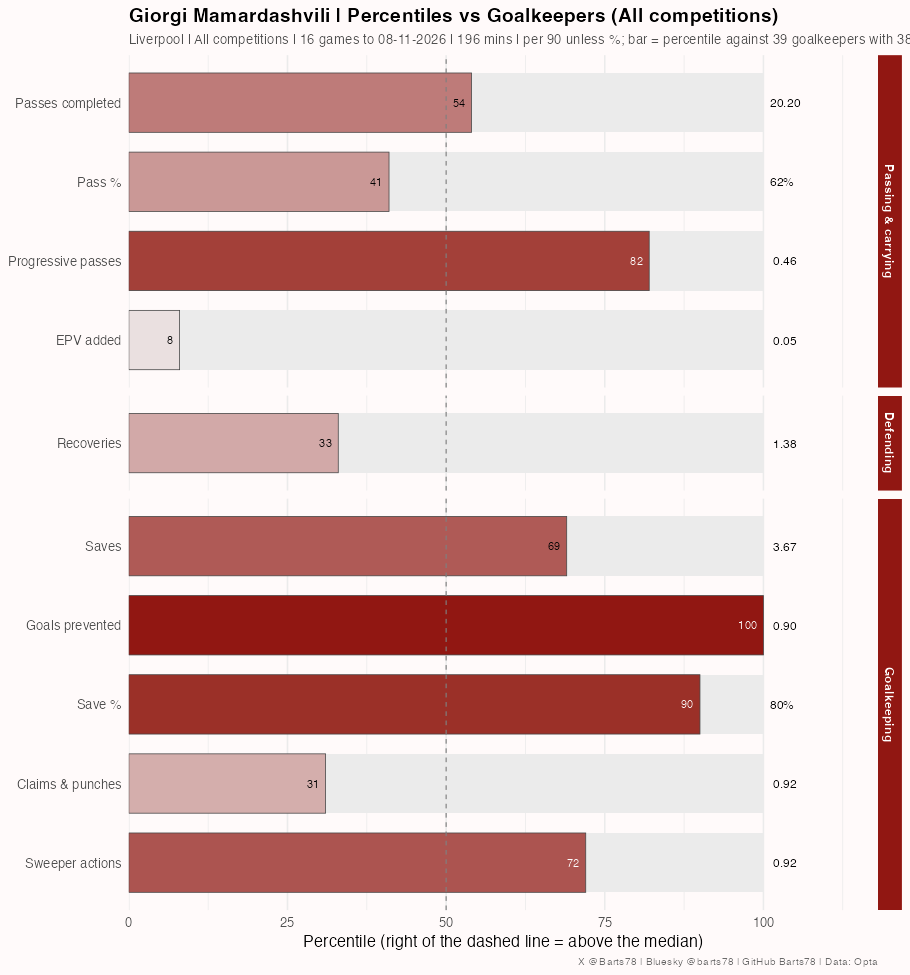 Giorgi Mamardashvili | Percentiles vs Goalkeepers (All competitions)
Liverpool | All competitions | 16 games to 08-11-2026 | 196 mins | per 90 unless %; bar = percentile against 39 goalkeepers with 38
Passes completed 54 20.20
Pass % 41 62%
Progressive passes 82 0.46
EPV added 8 0.05
Passing & carrying
Recoveries 33 1.38
Defending
Saves 69 3.67
Goals prevented 100 0.90
Save % 90 80%
Claims & punches 31 0.92
Sweeper actions 72 0.92
Goalkeeping
0 25 50 75 100
Percentile (right of the dashed line = above the median)
X @Barts78 | Bluesky @barts78 | GitHub Barts78 | Data: Opta